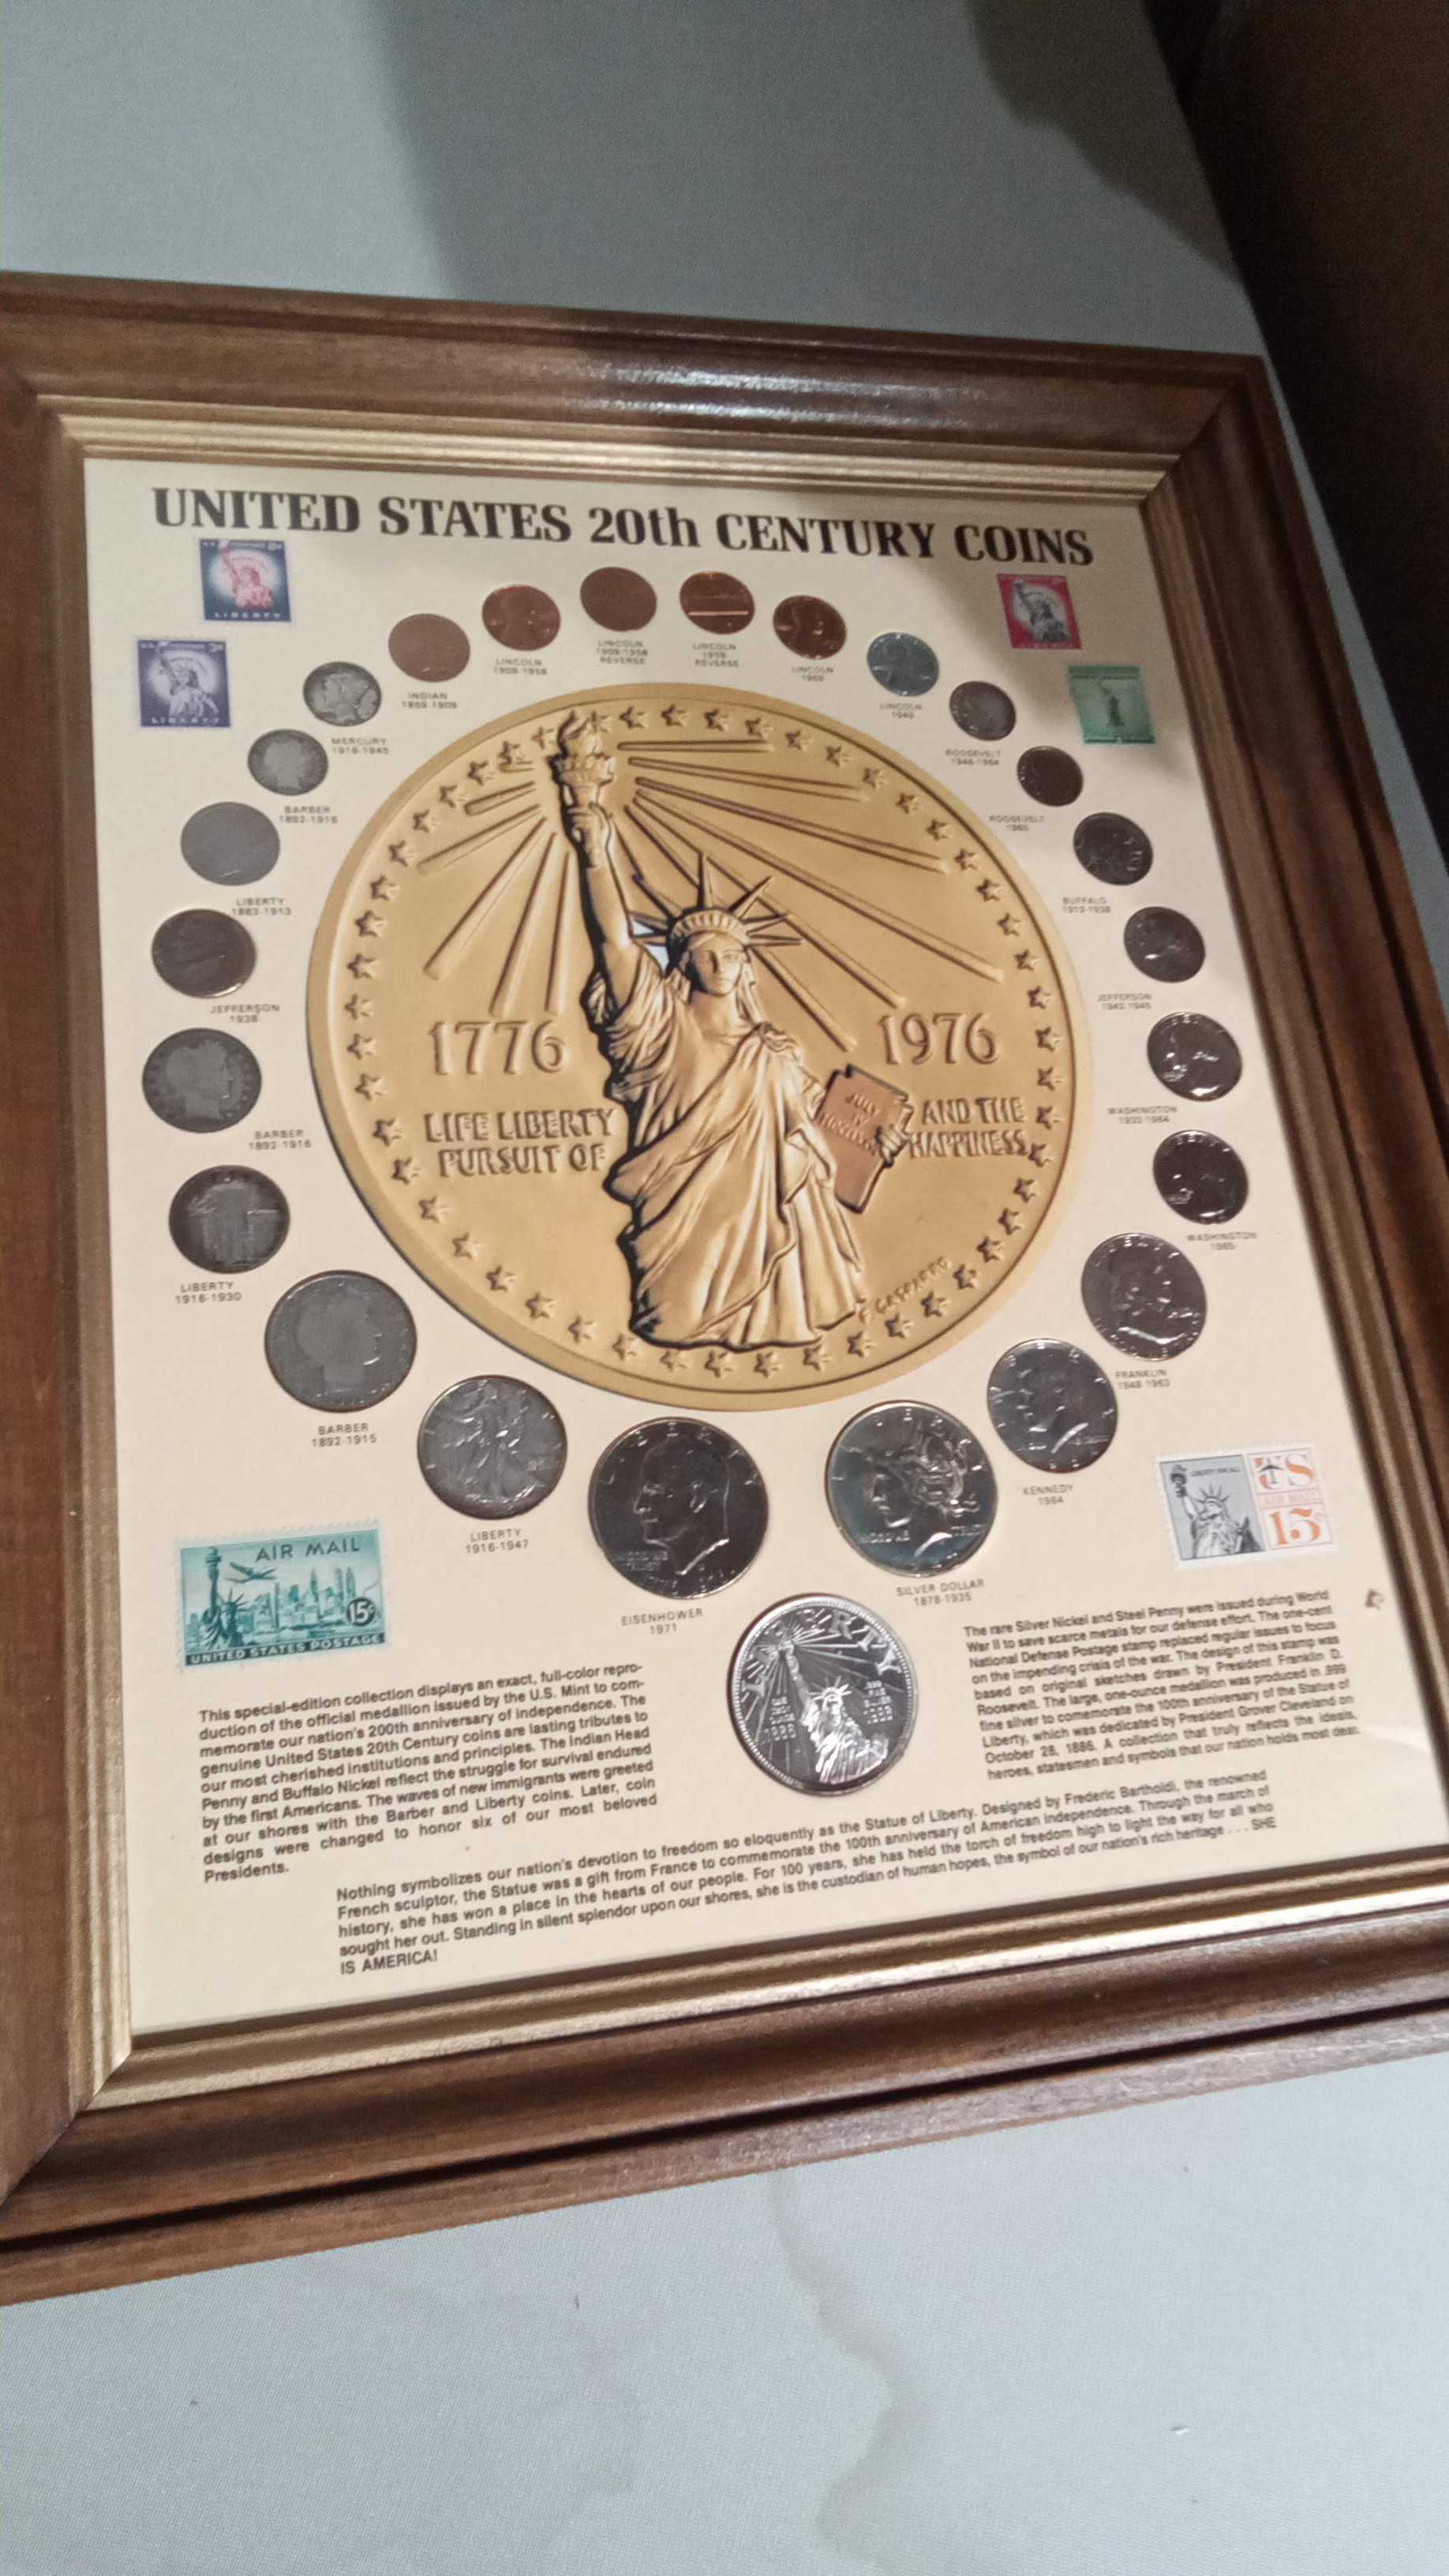 UNITED STATES 20th CENTURY COINS
LIBERTY
3¢
LIBERTY
INDIAN
1859-1909
LINCOLN
1909-1958
LINCOLN
1909-1958
REVERSE
LINCOLN
1959
REVERSE
LINCOLN
1959
LINCOLN
1943
MERCURY
1916-1945
ROOSEVELT
1946-1964
BARBER
1892-1916
ROOSEVELT
1965
LIBERTY
1883-1913
BUFFALO
1913-1938
JEFFERSON
1938
JEFFERSON
1942-1945
BARBER
1892-1916
WASHINGTON
1932-1964
LIBERTY
1916-1930
WASHINGTON
1965
1776
1976
LIFE LIBERTY
AND THE
PURSUIT OF
HAPPINESS
JULY
IV
F. GASPARRO
BARBER
1892-1915
FRANKLIN
1948-1963
LIBERTY
1916-1947
KENNEDY
1964
EISENHOWER
1971
SILVER DOLLAR
1878-1935
AIR MAIL
15¢
UNITED STATES POSTAGE
LIBERTY FOR ALL
US
AIR MAIL
15¢
LIBERTY
1886
1986
This special-edition collection displays an exact, full-color repro-
duction of the official medallion issued by the U.S. Mint to com-
memorate our nation's 200th anniversary of independence. The
genuine United States 20th Century coins are lasting tributes to
our most cherished institutions and principles. The Indian Head
Penny and Buffalo Nickel reflect the struggle for survival endured
by the first Americans. The waves of new immigrants were greeted
at our shores with the Barber and Liberty coins. Later, coin
designs were changed to honor six of our most beloved
Presidents.
The rare Silver Nickel and Steel Penny were issued during World
War II to save scarce metals for our defense effort. The one-cent
National Defense Postage stamp replaced regular issues to focus
on the impending crisis of the war. The design of this stamp was
based on original sketches drawn by President Franklin D.
Roosevelt. The large, one-ounce medallion was produced in .999
fine silver to comemorate the 100th anniversary of the Statue of
Liberty, which was dedicated by President Grover Cleveland on
October 28, 1886. A collection that truly reflects the ideals,
heroes, statesmen and symbols that our nation holds most dear.
Nothing symbolizes our nation's devotion to freedom so eloquently as the Statue of Liberty. Designed by Frederic Bartholdi, the renowned
French sculptor, the Statue was a gift from France to commemorate the 100th anniversary of American independence. Through the march of
history, she has won a place in the hearts of our people. For 100 years, she has held the torch of freedom high to light the way for all who
sought her out. Standing in silent splendor upon our shores, she is the custodian of human hopes, the symbol of our nation's rich heritage . . . SHE
IS AMERICA!